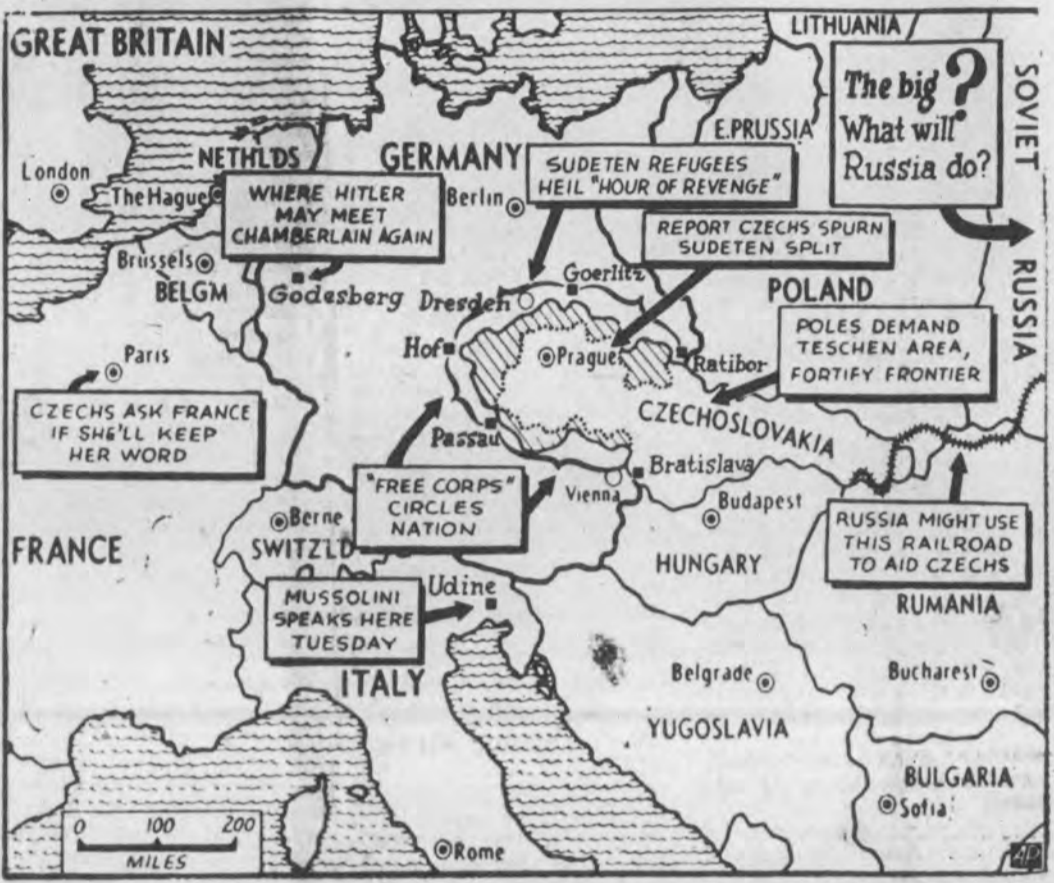 GREAT BRITAIN
LITHUANIA
The big ?
What will
Russia do?
SOVIET RUSSIA
E. PRUSSIA
NETHLDS
GERMANY
London
The Hague
Berlin
WHERE HITLER
MAY MEET
CHAMBERLAIN AGAIN
SUDETEN REFUGEES
HEIL "HOUR OF REVENGE"
REPORT CZECHS SPURN
SUDETEN SPLIT
Brussels
BELGM
Godesberg
Dresden
Goerlitz
POLAND
Paris
Hof
Prague
Ratibor
POLES DEMAND
TESCHEN AREA,
FORTIFY FRONTIER
CZECHS ASK FRANCE
IF SHE'LL KEEP
HER WORD
Passau
CZECHOSLOVAKIA
"FREE CORPS"
CIRCLES
NATION
Vienna
Bratislava
Budapest
RUSSIA MIGHT USE
THIS RAILROAD
TO AID CZECHS
FRANCE
Berne
SWITZLD
HUNGARY
RUMANIA
MUSSOLINI
SPEAKS HERE
TUESDAY
Udine
ITALY
Belgrade
Bucharest
YUGOSLAVIA
BULGARIA
Sofia
0 100 200
MILES
Rome
AP